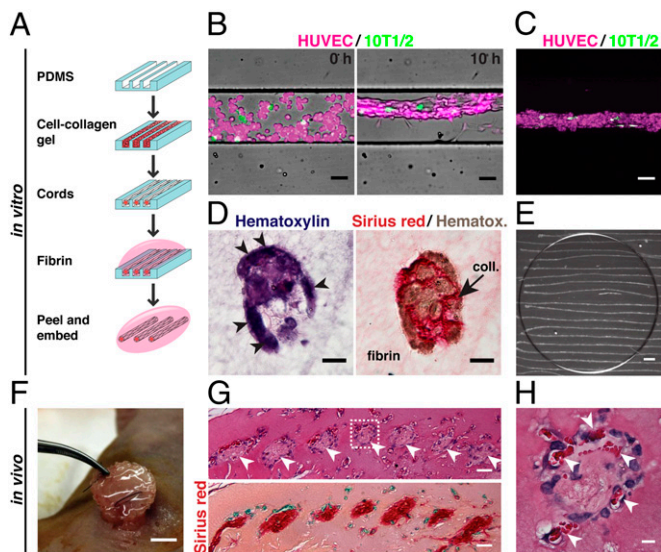 A
PDMS
Cell-collagen
gel
Cords
Fibrin
Peel and
embed
in vitro
B
HUVEC/10T1/2
0 h
10 h
C
HUVEC/10T1/2
D
Hematoxylin
Sirius red/Hematox.
coll.
fibrin
E
F
in vivo
G
Sirius red
H